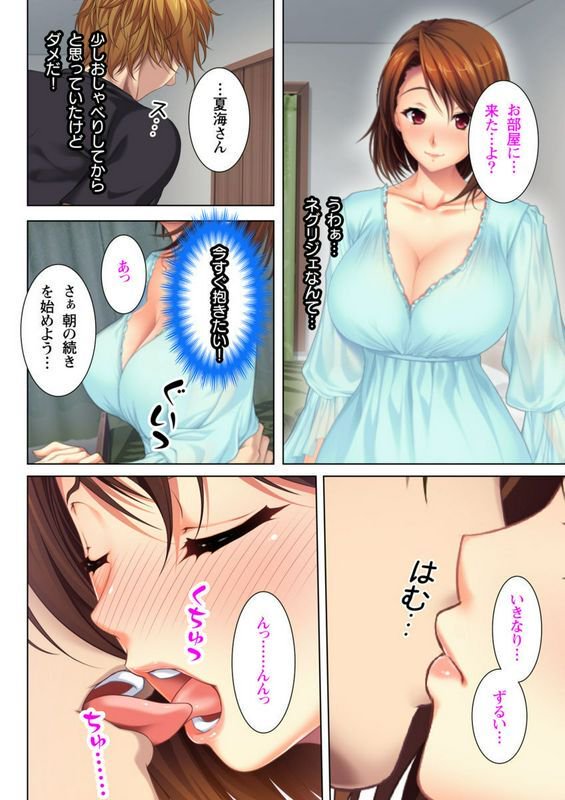 お部屋に…
来た…よ?
うわぁ…
ネグリジェなんて…
…夏海さん
ス…
少しおしゃべりしてから
と思っていたけど
ダメだ!
今すぐ抱きたい!
あっ
ぐいっ
さぁ 朝の続き
を始めよう…
いきなり…
ずるい…
はむ…
んっ……んんっ
くちゅっ
ちゅ……